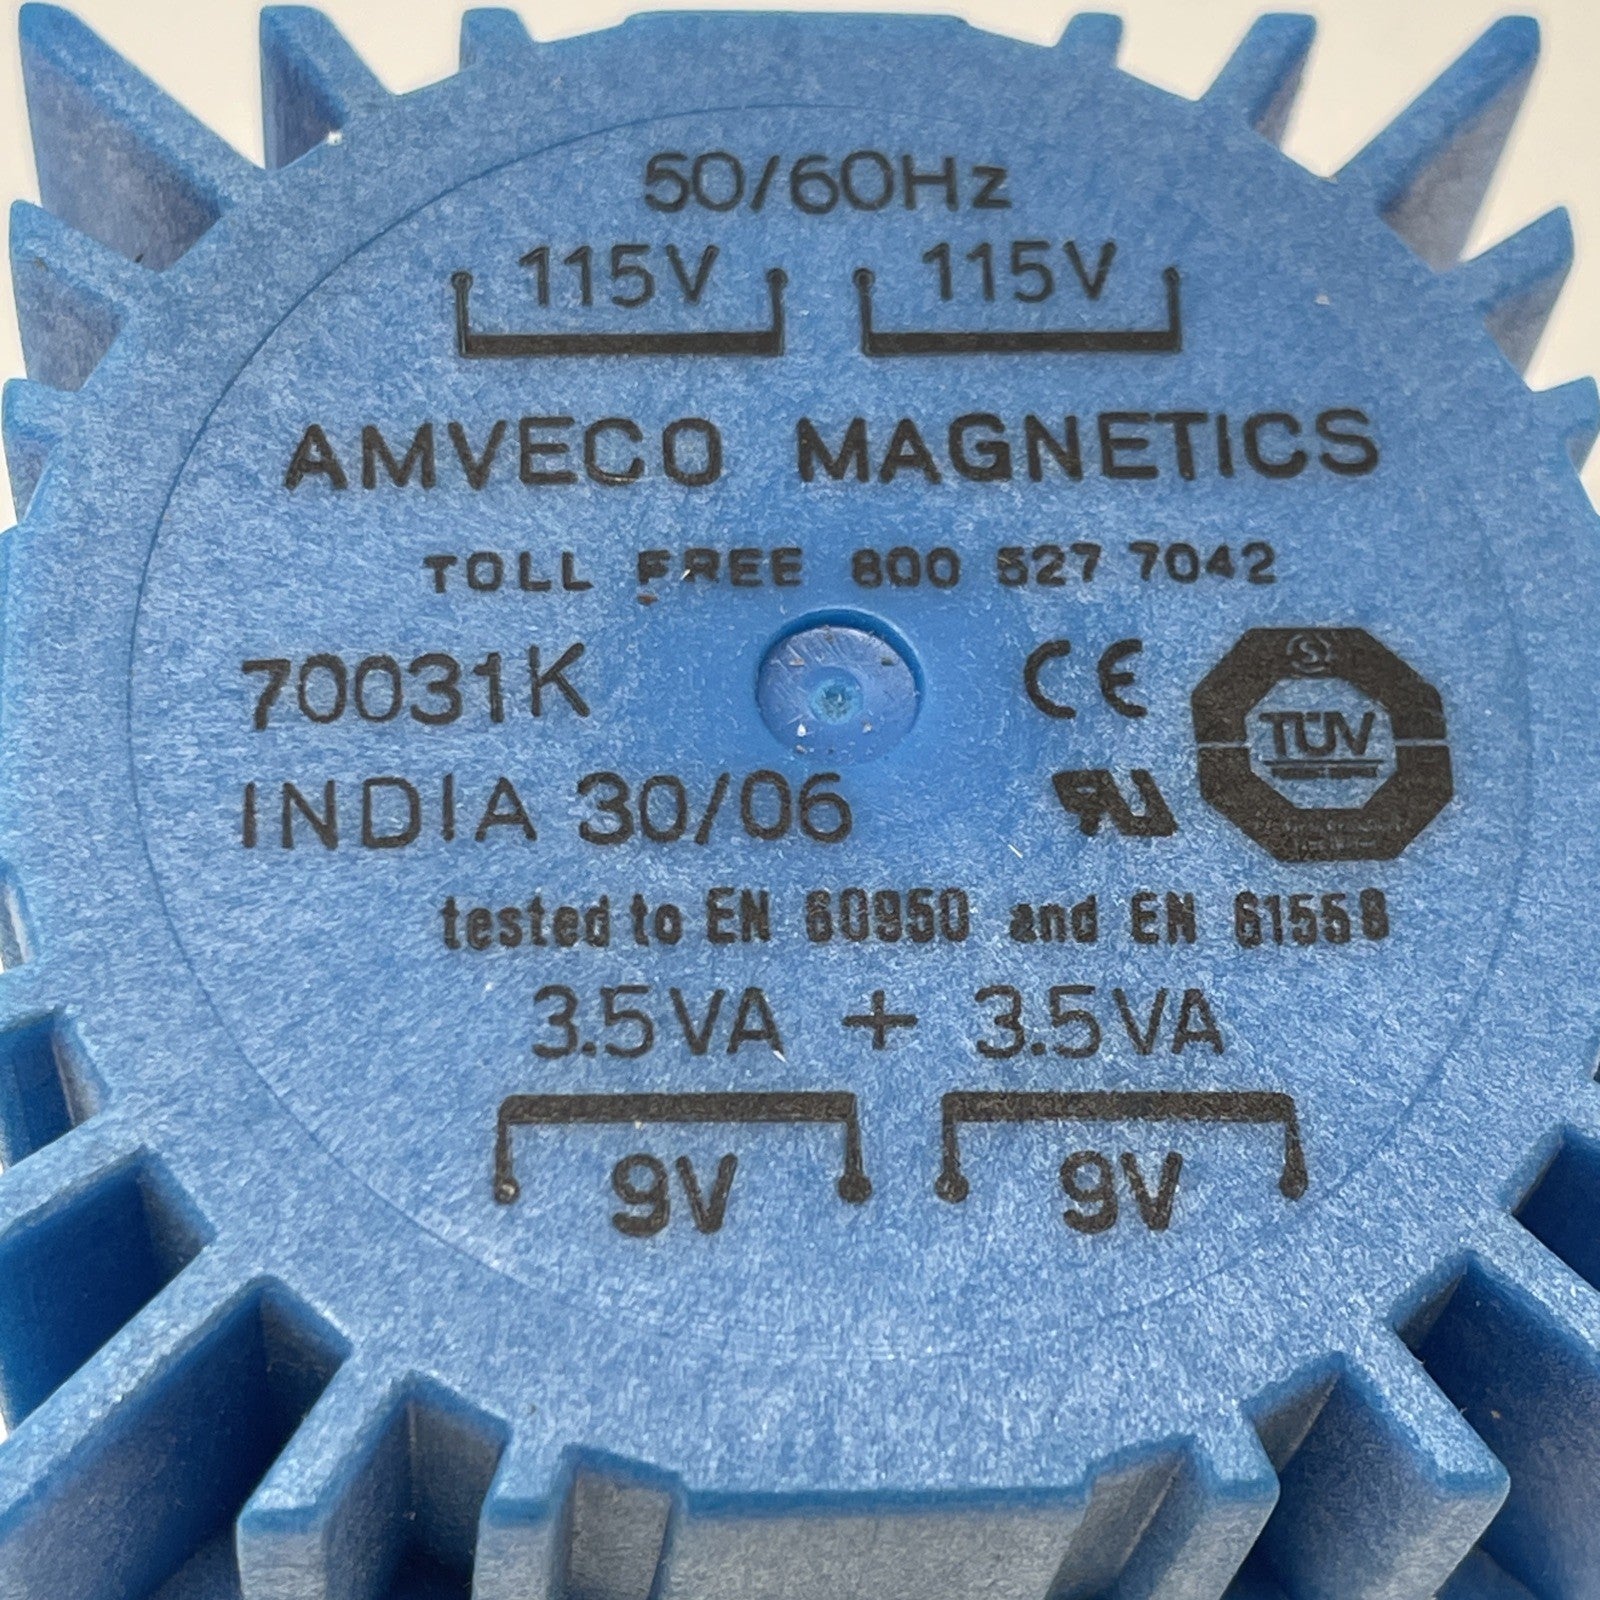 50/60Hz
115V 115V
AMVECO MAGNETICS
TOLL FREE 800 527 7042
70031K CE
TÜV
INDIA 30/06
tested to EN 60950 and EN 61558
3.5VA + 3.5VA
9V 9V